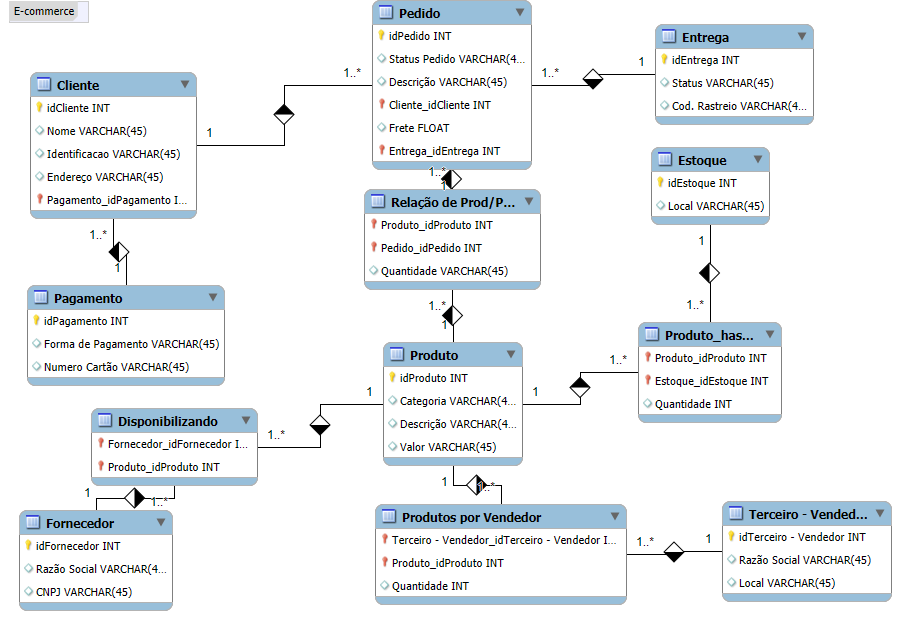 E-commerce
Pedido
idPedido INT
Status Pedido VARCHAR(4...
Descrição VARCHAR(45)
Cliente_idCliente INT
Frete FLOAT
Entrega_idEntrega INT
1..*
1..*
1
Entrega
idEntrega INT
Status VARCHAR(45)
Cod. Rastreio VARCHAR(4...
Cliente
idCliente INT
Nome VARCHAR(45)
Identificacao VARCHAR(45)
Endereço VARCHAR(45)
Pagamento_idPagamento I...
1
1..*
1
Estoque
idEstoque INT
Local VARCHAR(45)
1..*
1
Relação de Prod/P...
Produto_idProduto INT
Pedido_idPedido INT
Quantidade VARCHAR(45)
1
1..*
Pagamento
idPagamento INT
Forma de Pagamento VARCHAR(45)
Numero Cartão VARCHAR(45)
1..*
1
Produto_has...
Produto_idProduto INT
Estoque_idEstoque INT
Quantidade INT
Produto
idProduto INT
Categoria VARCHAR(4...
Descrição VARCHAR(4...
Valor VARCHAR(45)
1
1
1..*
Disponibilizando
Fornecedor_idFornecedor I...
Produto_idProduto INT
1..*
1
1..*
1
1..*
Fornecedor
idFornecedor INT
Razão Social VARCHAR(4...
CNPJ VARCHAR(45)
Produtos por Vendedor
Terceiro - Vendedor_idTerceiro - Vendedor I...
Produto_idProduto INT
Quantidade INT
1..*
1
Terceiro - Vended...
idTerceiro - Vendedor INT
Razão Social VARCHAR(45)
Local VARCHAR(45)